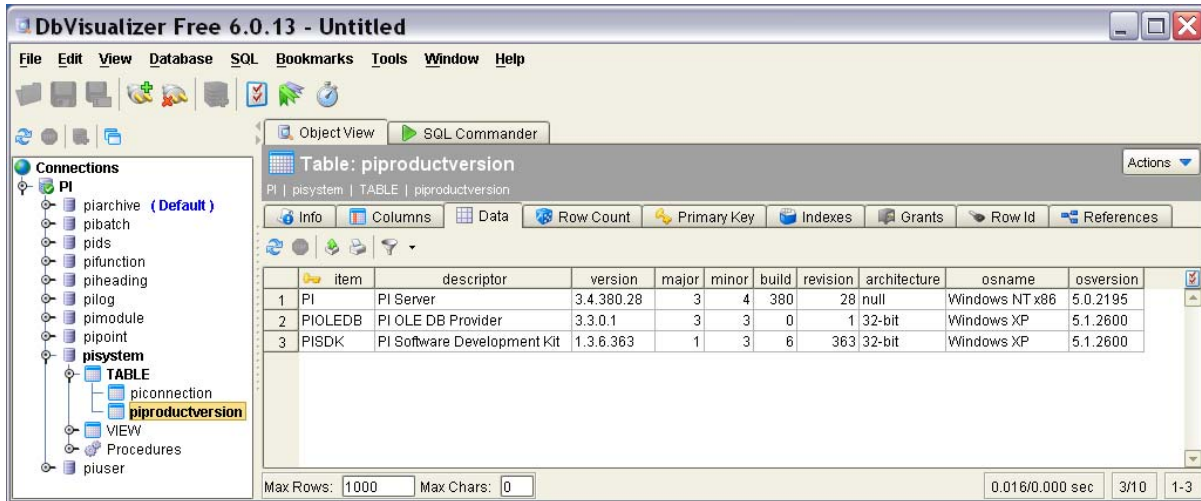 DbVisualizer Free 6.0.13 - Untitled
File Edit View Database SQL Bookmarks Tools Window Help
Object View SQL Commander
Connections
PI
piarchive (Default)
pibatch
pids
pifunction
piheading
pilog
pimodule
pipoint
pisystem
TABLE
piconnection
piproductversion
VIEW
Procedures
piuser
Table: piproductversion Actions
PI | pisystem | TABLE | piproductversion
Info Columns Data Row Count Primary Key Indexes Grants Row Id References
item descriptor version major minor build revision architecture osname osversion
1 PI PI Server 3.4.380.28 3 4 380 28 null Windows NT x86 5.0.2195
2 PIOLEDB PI OLE DB Provider 3.3.0.1 3 3 0 1 32-bit Windows XP 5.1.2600
3 PISDK PI Software Development Kit 1.3.6.363 1 3 6 363 32-bit Windows XP 5.1.2600
Max Rows: 1000 Max Chars: 0 0.016/0.000 sec 3/10 1-3